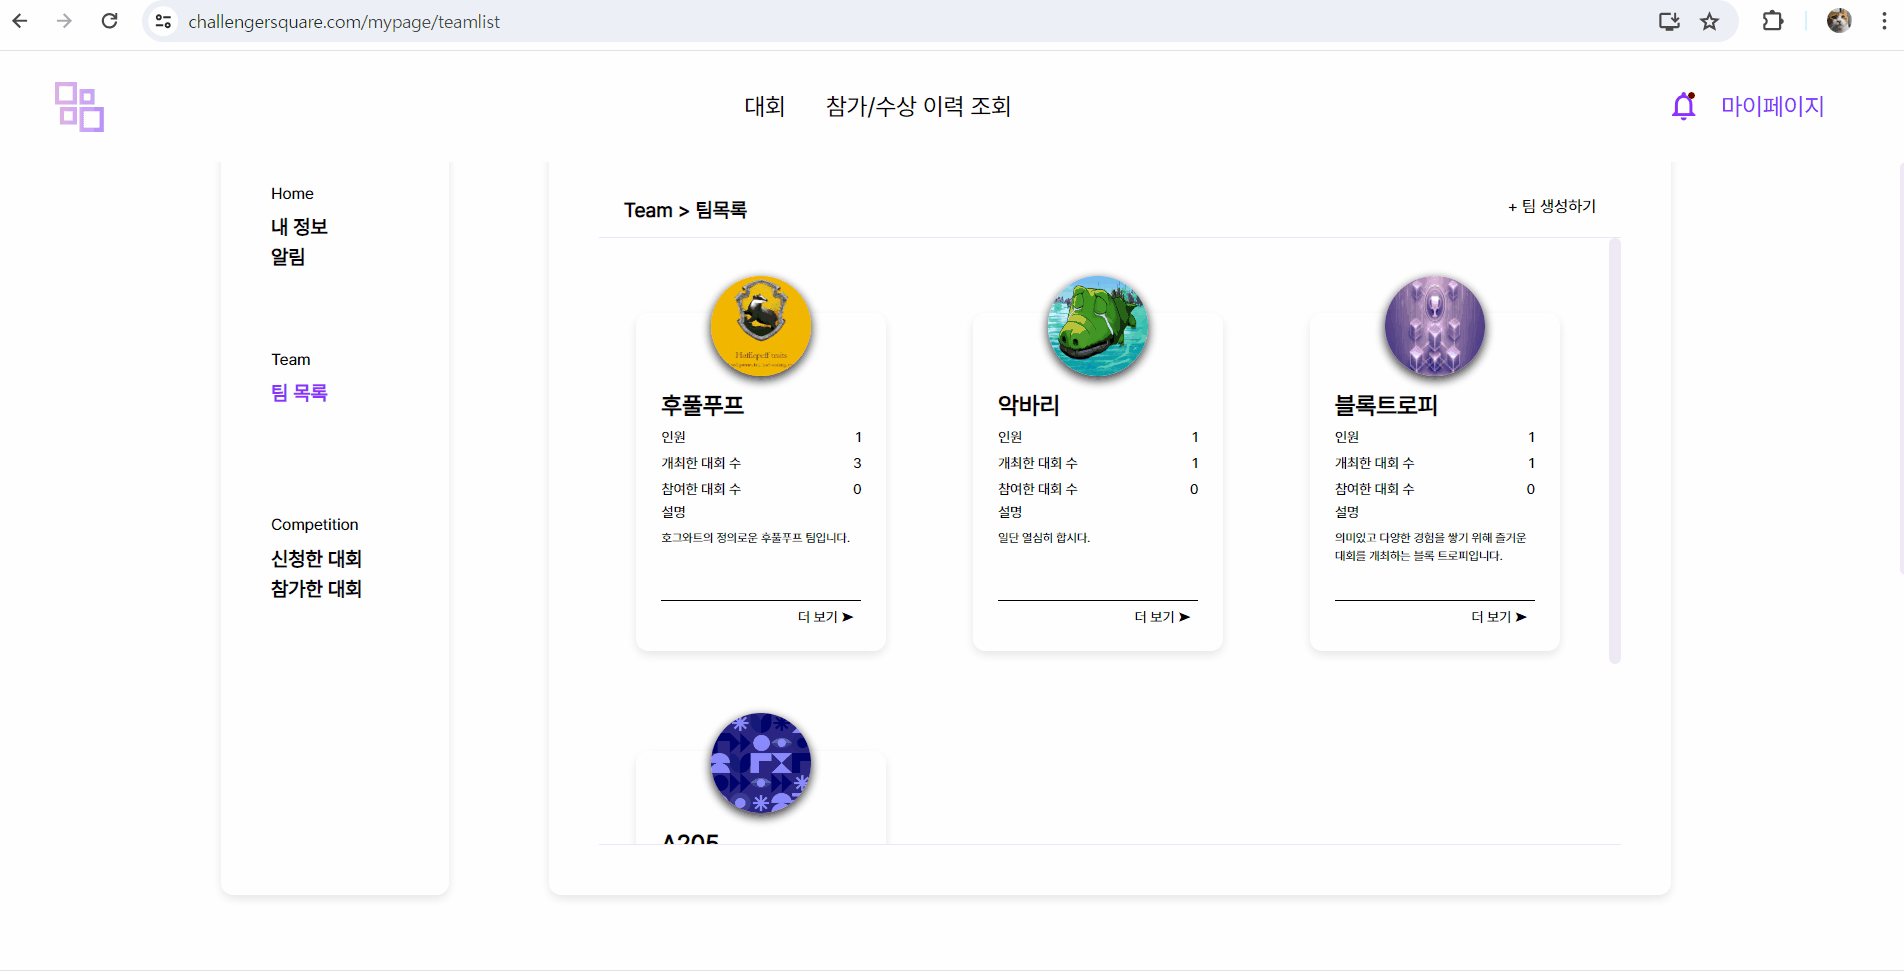 challengersquare.com/mypage/teamlist
대회
참가/수상 이력 조회
마이페이지
Home
내 정보
알림
Team
팀 목록
Competition
신청한 대회
참가한 대회
Team > 팀목록
+ 팀 생성하기
후풀푸프
인원 1
개최한 대회 수 3
참여한 대회 수 0
설명
호그와트의 정의로운 후풀푸프 팀입니다.
더 보기 ➤
악바리
인원 1
개최한 대회 수 1
참여한 대회 수 0
설명
일단 열심히 합시다.
더 보기 ➤
블록트로피
인원 1
개최한 대회 수 1
참여한 대회 수 0
설명
의미있고 다양한 경험을 쌓기 위해 즐거운
대회를 개최하는 블록 트로피입니다.
더 보기 ➤
A205